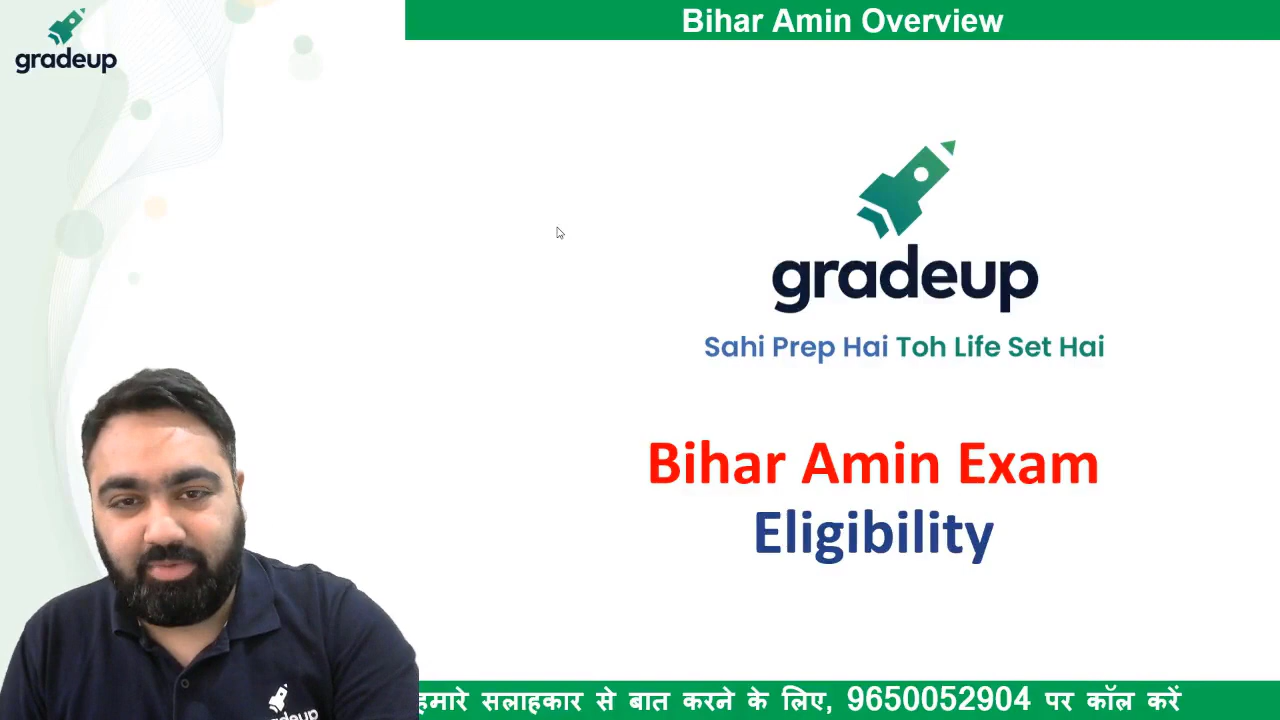 gradeup
Bihar Amin Overview
gradeup
Sahi Prep Hai Toh Life Set Hai
Bihar Amin Exam
Eligibility
gradeup
हमारे सलाहकार से बात करने के लिए, 9650052904 पर कॉल करें